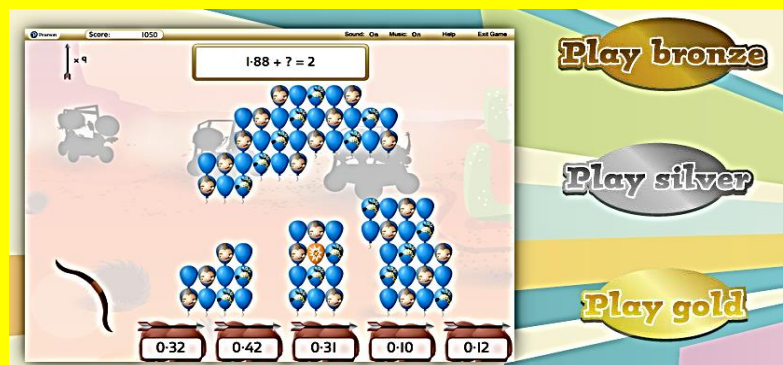 Pearson Score: 1050 Sound: On Music: On Help Exit Game
x 9
1·88 + ? = 2
0·32 0·42 0·31 0·10 0·12
Play bronze
Play silver
Play gold